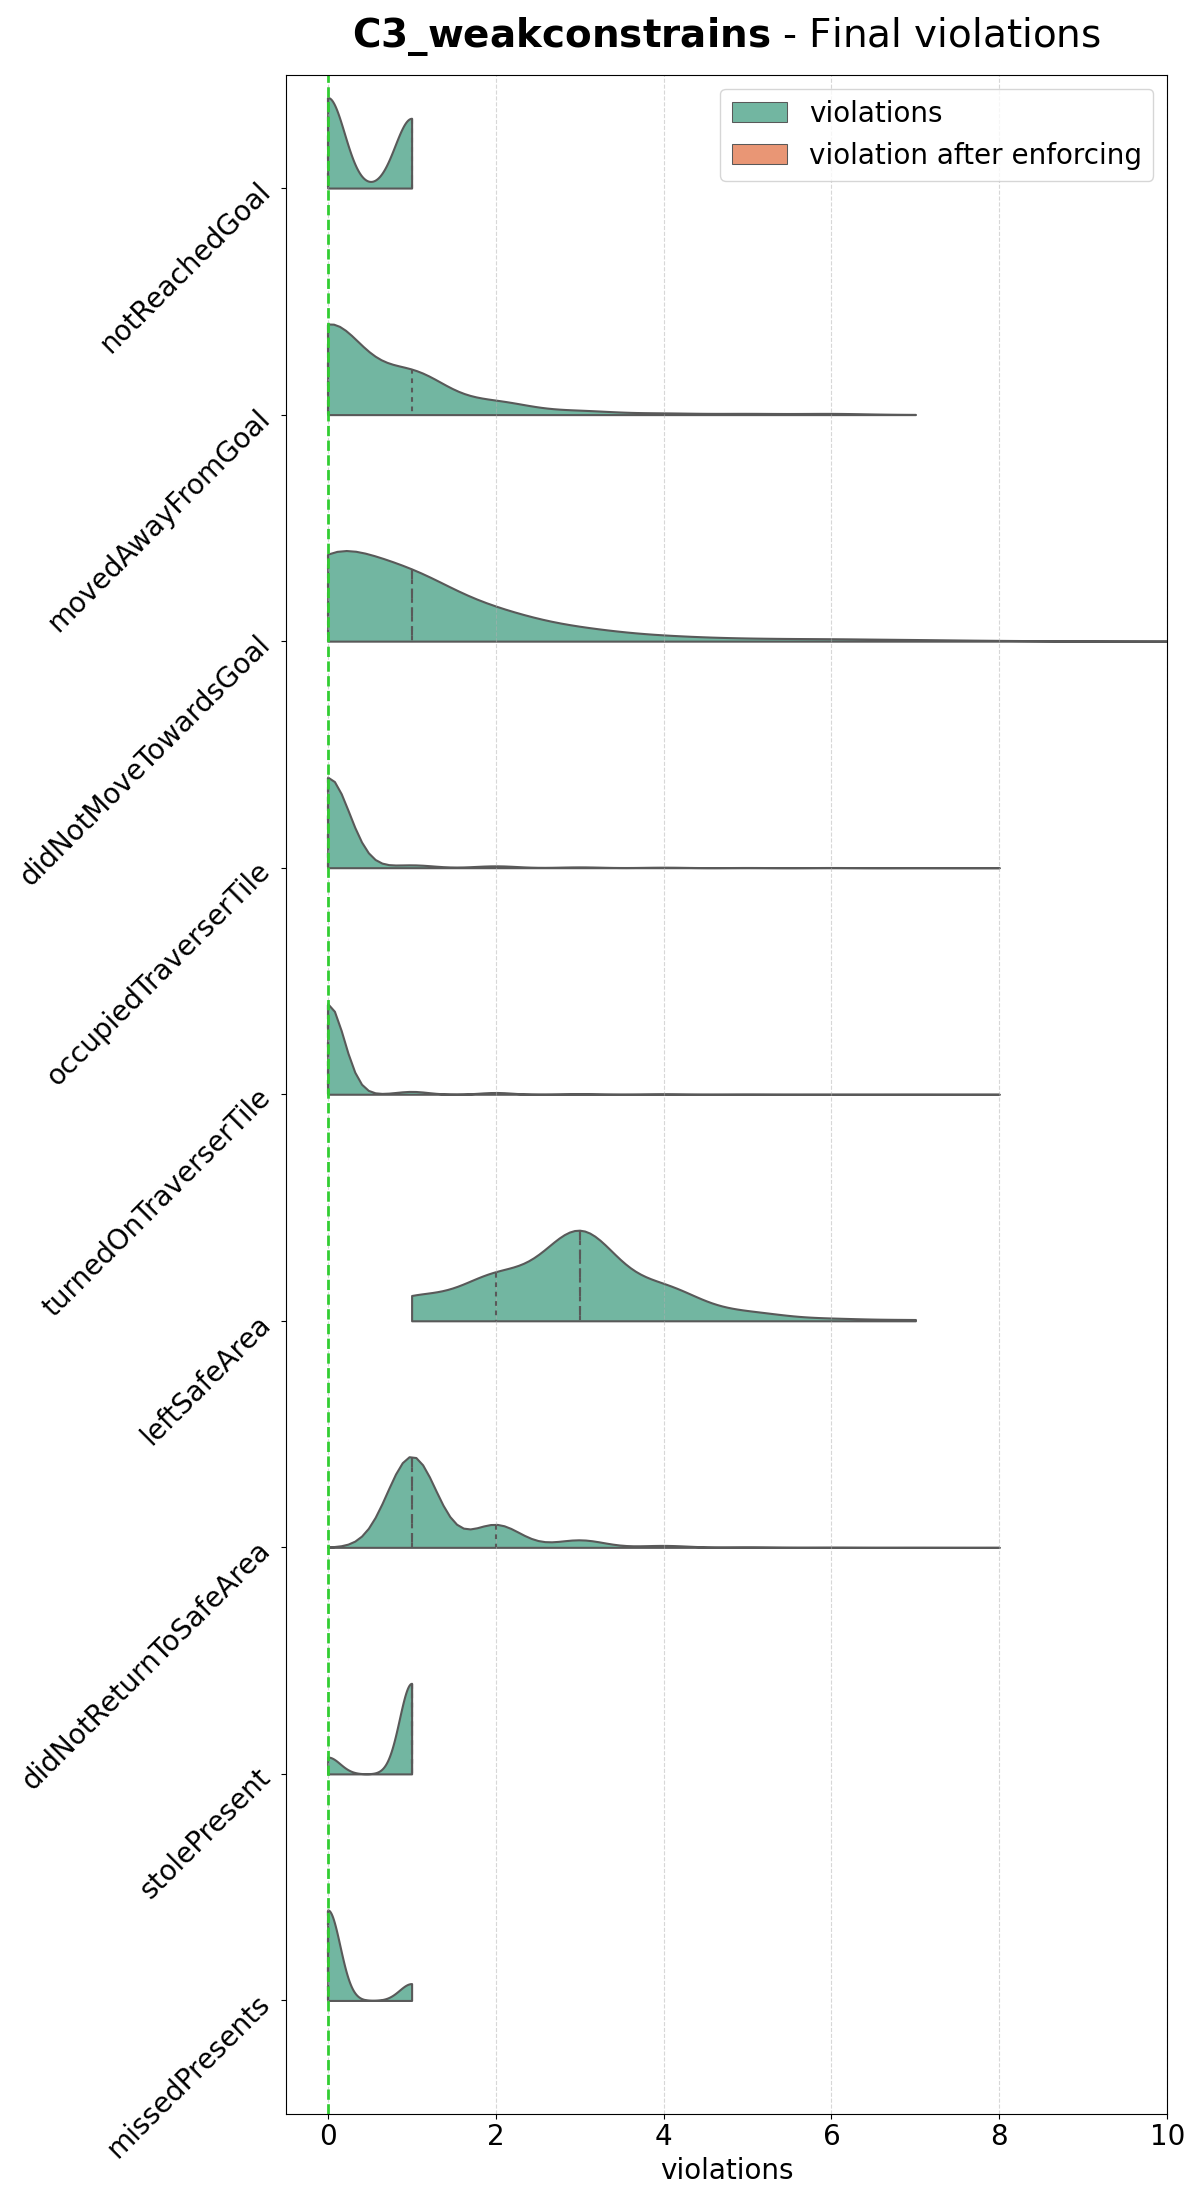 C3_weakconstrains - Final violations
violations
violation after enforcing
notReachedGoal
movedAwayFromGoal
didNotMoveTowardsGoal
occupiedTraverserTile
turnedOnTraverserTile
leftSafeArea
didNotReturnToSafeArea
stolePresent
missedPresents
0 2 4 6 8 10
violations